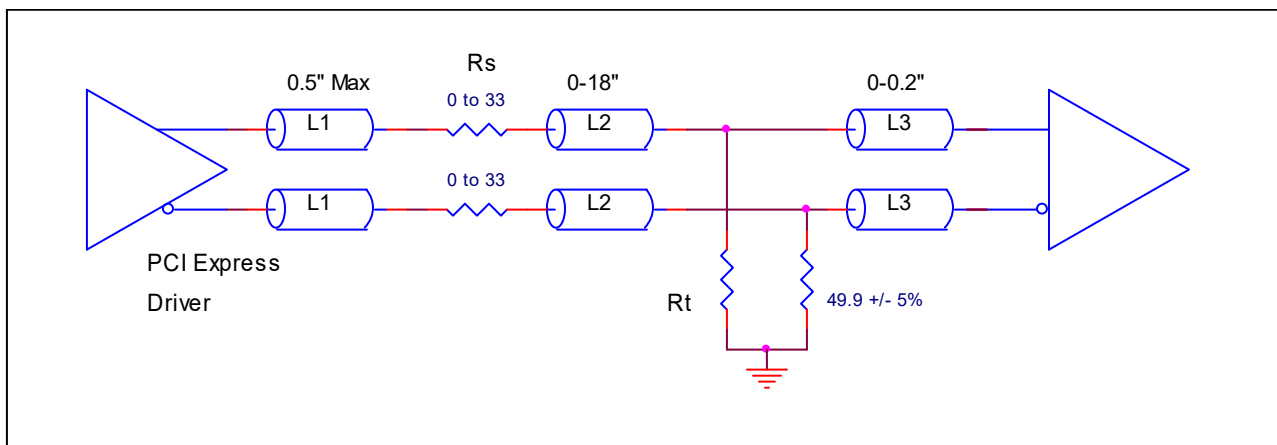 Rs
0.5" Max
0-18"
0-0.2"
0 to 33
L1
L2
L3
0 to 33
L1
L2
L3
PCI Express
Driver
Rt
49.9 +/- 5%